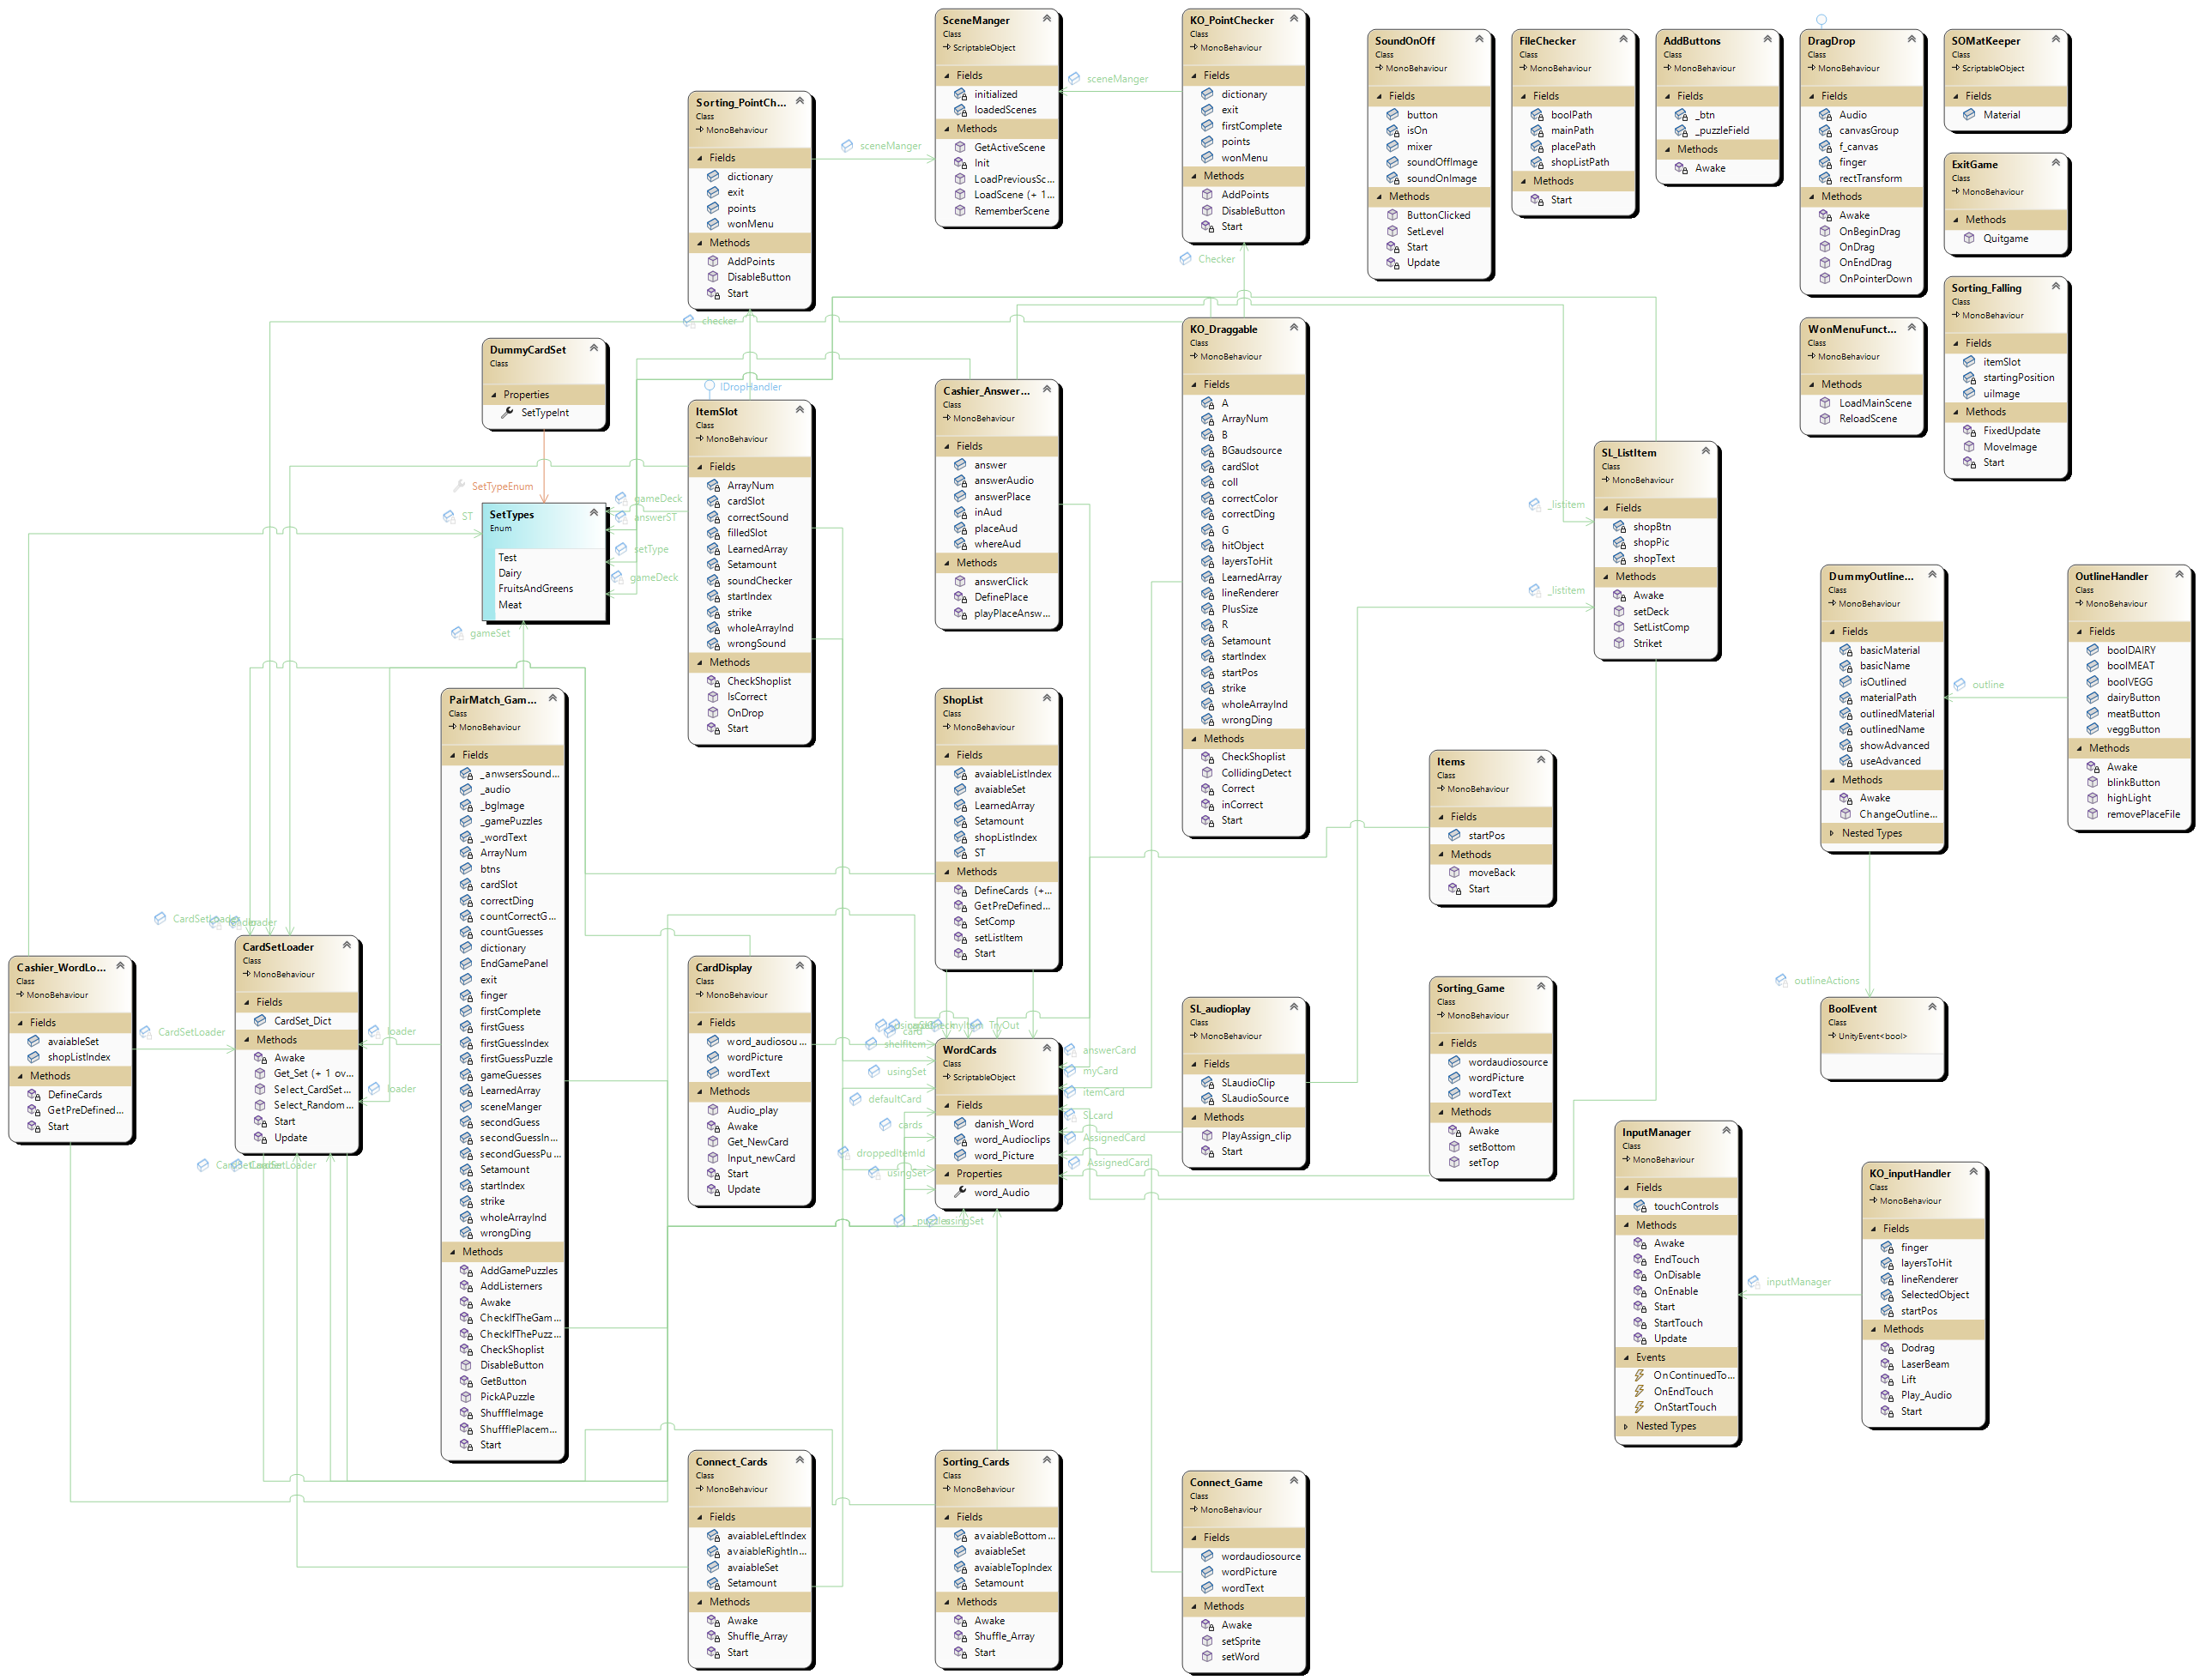 SceneManger
Class
ScriptableObject
Fields
initialized
loadedScenes
Methods
GetActiveScene
Init
LoadPreviousSc...
LoadScene (+ 1...
RememberScene
KO_PointChecker
Class
MonoBehaviour
Fields
dictionary
exit
firstComplete
points
wonMenu
Methods
AddPoints
DisableButton
Start
sceneManger
SoundOnOff
Class
MonoBehaviour
Fields
button
isOn
mixer
soundOffImage
soundOnImage
Methods
ButtonClicked
SetLevel
Start
Update
FileChecker
Class
MonoBehaviour
Fields
boolPath
mainPath
placePath
shopListPath
Methods
Start
AddButtons
Class
MonoBehaviour
Fields
_btn
_puzzleField
Methods
Awake
DragDrop
Class
MonoBehaviour
Fields
Audio
canvasGroup
f_canvas
finger
rectTransform
Methods
Awake
OnBeginDrag
OnDrag
OnEndDrag
OnPointerDown
SOMatKeeper
Class
ScriptableObject
Fields
Material
ExitGame
Class
MonoBehaviour
Methods
Quitgame
Sorting_PointCh...
Class
MonoBehaviour
Fields
dictionary
exit
points
wonMenu
Methods
AddPoints
DisableButton
Start
sceneManger
Checker
checker
Sorting_Falling
Class
MonoBehaviour
Fields
itemSlot
startingPosition
uiImage
Methods
FixedUpdate
MoveImage
Start
WonMenuFunct...
Class
MonoBehaviour
Methods
LoadMainScene
ReloadScene
DummyCardSet
Class
Properties
SetTypeInt
SetTypeEnum
SetTypes
Enum
Test
Dairy
FruitsAndGreens
Meat
ST
gameDeck
answerST
setType
gameDeck
gameSet
IDropHandler
ItemSlot
Class
MonoBehaviour
Fields
ArrayNum
cardSlot
correctSound
filledSlot
LearnedArray
Setamount
soundChecker
startIndex
strike
wholeArrayInd
wrongSound
Methods
CheckShoplist
IsCorrect
OnDrop
Start
Cashier_Answer...
Class
MonoBehaviour
Fields
answer
answerAudio
answerPlace
inAud
placeAud
whereAud
Methods
answerClick
DefinePlace
playPlaceAnsw...
KO_Draggable
Class
MonoBehaviour
Fields
A
ArrayNum
B
BGaudsource
cardSlot
coll
correctColor
correctDing
G
hitObject
layersToHit
LearnedArray
lineRenderer
PlusSize
R
Setamount
startIndex
startPos
strike
wholeArrayInd
wrongDing
Methods
CheckShoplist
CollidingDetect
Correct
inCorrect
Start
SL_ListItem
Class
MonoBehaviour
Fields
shopBtn
shopPic
shopText
Methods
Awake
setDeck
SetListComp
Striket
_listitem
_listitem
DummyOutline...
Class
MonoBehaviour
Fields
basicMaterial
basicName
isOutlined
materialPath
outlinedMaterial
outlinedName
showAdvanced
useAdvanced
Methods
Awake
ChangeOutline...
Nested Types
outline
OutlineHandler
Class
MonoBehaviour
Fields
boolDAIRY
boolMEAT
boolVEGG
dairyButton
meatButton
veggButton
Methods
Awake
blinkButton
highLight
removePlaceFile
PairMatch_Gam...
Class
MonoBehaviour
Fields
_anwsersSound...
_audio
_bgImage
_gamePuzzles
_wordText
ArrayNum
btns
cardSlot
correctDing
countCorrectG...
countGuesses
dictionary
EndGamePanel
exit
finger
firstComplete
firstGuess
firstGuessIndex
firstGuessPuzzle
gameGuesses
LearnedArray
sceneManger
secondGuess
secondGuessIn...
secondGuessPu...
Setamount
startIndex
strike
wholeArrayInd
wrongDing
Methods
AddGamePuzzles
AddListerners
Awake
CheckIfTheGam...
CheckIfThePuzz...
CheckShoplist
DisableButton
GetButton
PickAPuzzle
ShuffleImage
ShufflePlacem...
Start
ShopList
Class
MonoBehaviour
Fields
avaiableListIndex
avaiableSet
LearnedArray
Setamount
shopListIndex
ST
Methods
DefineCards (+...
GetPreDefined...
SetComp
setListItem
Start
Items
Class
MonoBehaviour
Fields
startPos
Methods
moveBack
Start
Cashier_WordLo...
Class
MonoBehaviour
Fields
avaiableSet
shopListIndex
Methods
DefineCards
GetPreDefined...
Start
CardSetLoader
CardSetLoader
loader
CardSetLoader
Class
MonoBehaviour
Fields
CardSet_Dict
Methods
Awake
Get_Set (+ 1 ov...
Select_CardSet...
Select_Random...
Start
Update
loader
loader
CardSetLoader
CardDisplay
Class
MonoBehaviour
Fields
word_audiosou...
wordPicture
wordText
Methods
Audio_play
Awake
Get_NewCard
Input_newCard
Start
Update
myItem
TryOut
card
shelfItem
usingSet
defaultCard
cards
droppedItemId
usingSet
_puzzles
usingSet
WordCards
Class
ScriptableObject
Fields
danish_Word
word_Audioclips
word_Picture
Properties
word_Audio
answerCard
myCard
itemCard
SLcard
AssignedCard
AssignedCard
SL_audioplay
Class
MonoBehaviour
Fields
SLaudioClip
SLaudioSource
Methods
PlayAssign_clip
Start
Sorting_Game
Class
MonoBehaviour
Fields
wordaudiosource
wordPicture
wordText
Methods
Awake
setBottom
setTop
outlineActions
BoolEvent
Class
UnityEvent<bool>
InputManager
Class
MonoBehaviour
Fields
touchControls
Methods
Awake
EndTouch
OnDisable
OnEnable
Start
StartTouch
Update
Events
OnContinuedTo...
OnEndTouch
OnStartTouch
Nested Types
inputManager
KO_inputHandler
Class
MonoBehaviour
Fields
finger
layersToHit
lineRenderer
SelectedObject
startPos
Methods
Dodrag
LaserBeam
Lift
Play_Audio
Start
Connect_Cards
Class
MonoBehaviour
Fields
avaiableLeftIndex
avaiableRightIn...
avaiableSet
Setamount
Methods
Awake
Shuffle_Array
Start
Sorting_Cards
Class
MonoBehaviour
Fields
avaiableBottom...
avaiableSet
avaiableTopIndex
Setamount
Methods
Awake
Shuffle_Array
Start
Connect_Game
Class
MonoBehaviour
Fields
wordaudiosource
wordPicture
wordText
Methods
Awake
setSprite
setWord